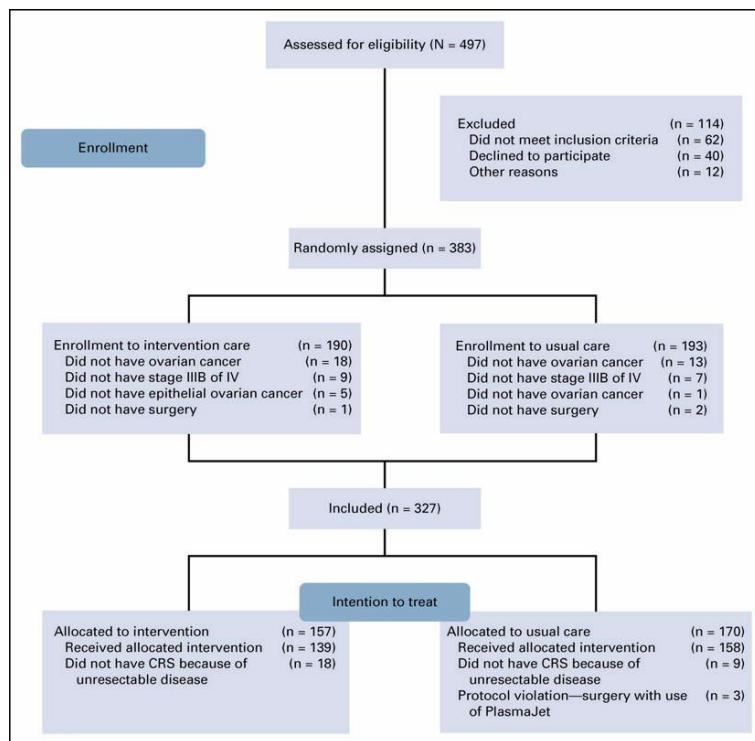 Assessed for eligibility (N = 497)
Enrollment
Excluded (n = 114)
Did not meet inclusion criteria (n = 62)
Declined to participate (n = 40)
Other reasons (n = 12)
Randomly assigned (n = 383)
Enrollment to intervention care (n = 190)
Did not have ovarian cancer (n = 18)
Did not have stage IIIB of IV (n = 9)
Did not have epithelial ovarian cancer (n = 5)
Did not have surgery (n = 1)
Enrollment to usual care (n = 193)
Did not have ovarian cancer (n = 13)
Did not have stage IIIB of IV (n = 7)
Did not have ovarian cancer (n = 1)
Did not have surgery (n = 2)
Included (n = 327)
Intention to treat
Allocated to intervention (n = 157)
Received allocated intervention (n = 139)
Did not have CRS because of (n = 18)
unresectable disease
Allocated to usual care (n = 170)
Received allocated intervention (n = 158)
Did not have CRS because of (n = 9)
unresectable disease
Protocol violation—surgery with use (n = 3)
of PlasmaJet